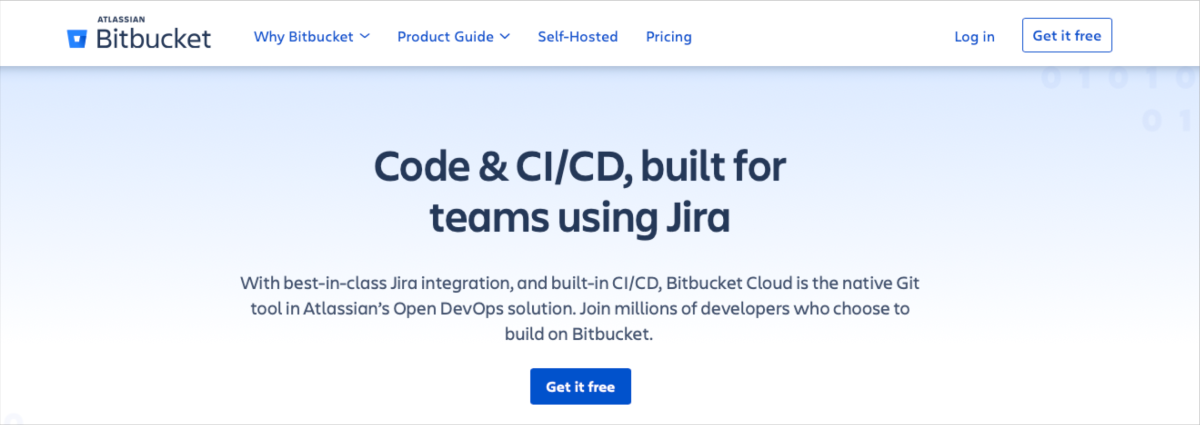 ATLASSIAN
Bitbucket
Why Bitbucket
Product Guide
Self-Hosted
Pricing
Log in
Get it free
0 1 0 1 0
0 1
Code & CI/CD, built for
teams using Jira
With best-in-class Jira integration, and built-in CI/CD, Bitbucket Cloud is the native Git
tool in Atlassian's Open DevOps solution. Join millions of developers who choose to
build on Bitbucket.
Get it free
0